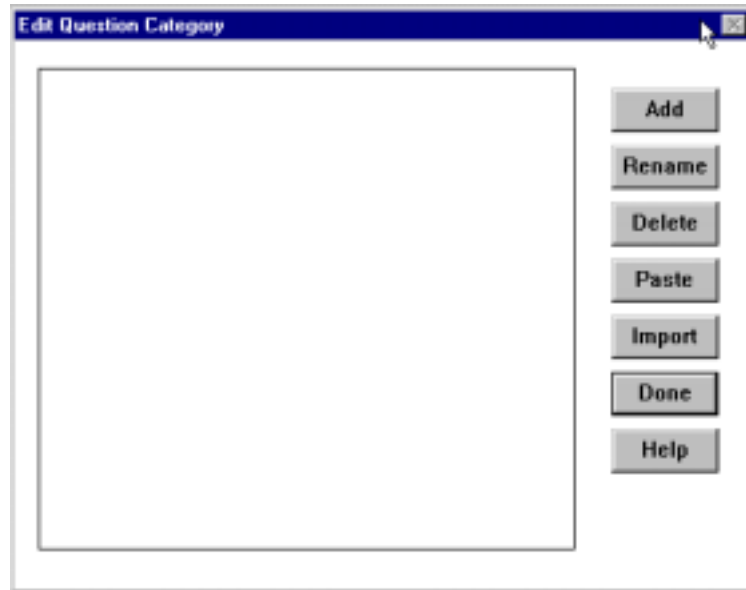 Edit Question Category
Add
Rename
Delete
Paste
Import
Done
Help